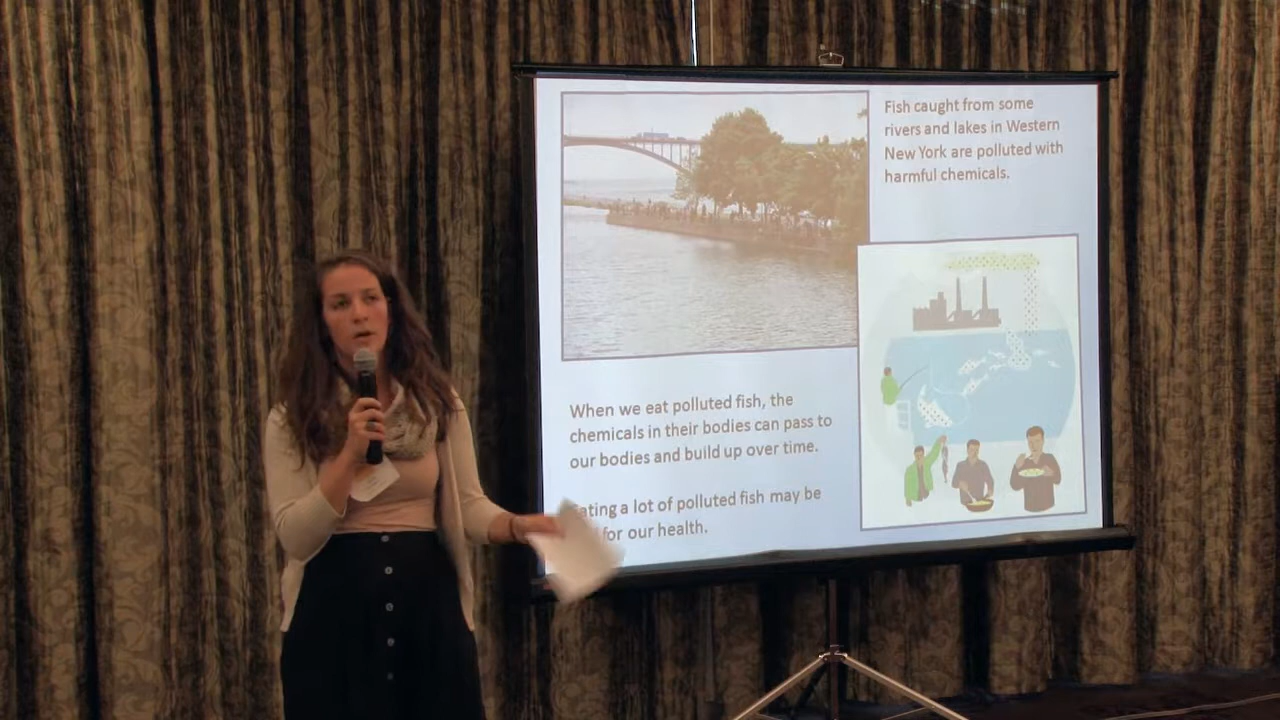 Fish caught from some
rivers and lakes in Western
New York are polluted with
harmful chemicals.
When we eat polluted fish, the
chemicals in their bodies can pass to
our bodies and build up over time.
a lot of polluted fish may be
for our health.